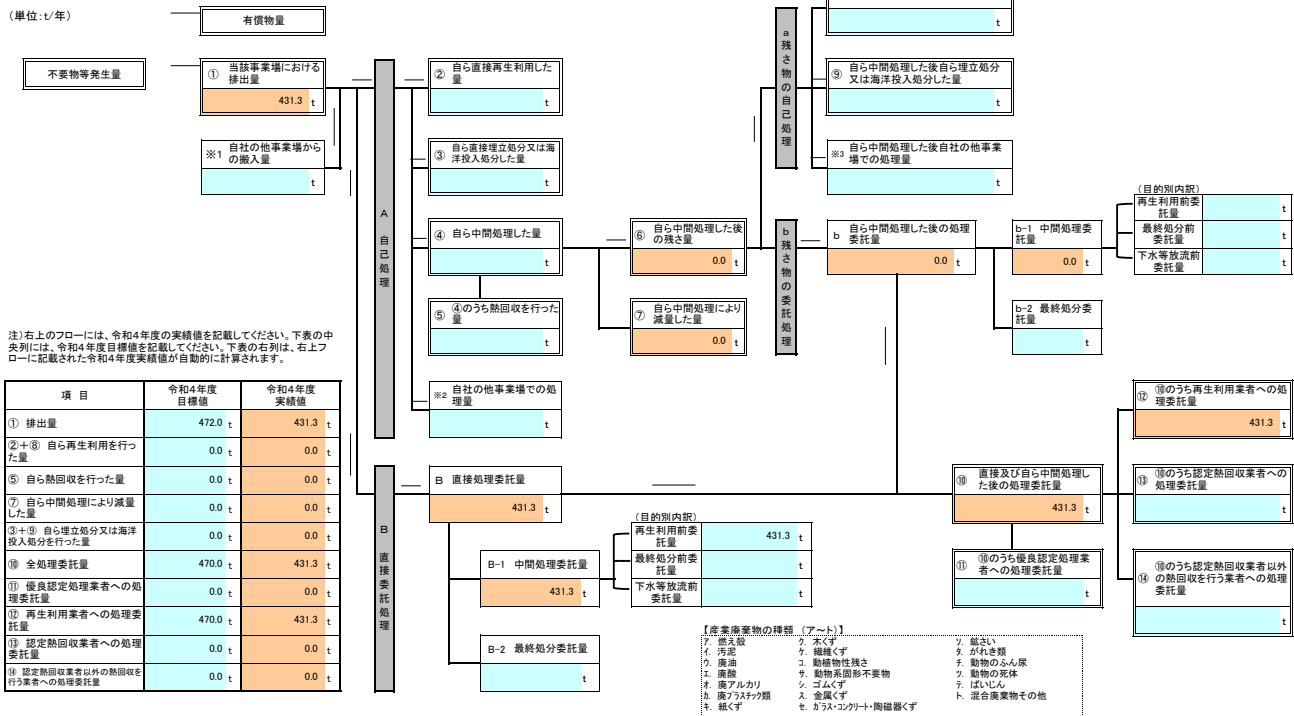 (単位:t/年)
有償物量
不要物等発生量
① 当該事業場における
排出量
431.3 t
※1 自社の他事業場から
の搬入量
t
A 自己処理
② 自ら直接再生利用した
量
t
③ 自ら直接埋立処分又は海
洋投入処分した量
t
④ 自ら中間処理した量
t
⑤ ④のうち熱回収を行った
量
t
※2 自社の他事業場での処
理量
t
⑥ 自ら中間処理した後
の残さ量
0.0 t
⑦ 自ら中間処理により
減量した量
0.0 t
a 残さ物の自己処理
t
⑨ 自ら中間処理した後自ら埋立処分
又は海洋投入処分した量
t
※3 自ら中間処理した後自社の他事業
場での処理量
t
b 残さ物の委託処理
b 自ら中間処理した後の処理
委託量
0.0 t
b-1 中間処理委
託量
0.0 t
b-2 最終処分委
託量
t
(目的別内訳)
再生利用前委
託量
t
最終処分前
委託量
t
下水等放流前
委託量
t
注)右上のフローには、令和4年度の実績値を記載してください。下表の中
央列には、令和4年度目標値を記載してください。下表の右列は、右上フ
ローに記載された令和4年度実績値が自動的に計算されます。
項 目 令和4年度
目標値 令和4年度
実績値
① 排出量 472.0 t 431.3 t
②+⑧ 自ら再生利用を行っ
た量 0.0 t 0.0 t
⑤ 自ら熱回収を行った量 0.0 t 0.0 t
⑦ 自ら中間処理により減量
した量 0.0 t 0.0 t
③+⑨ 自ら埋立処分又は海洋
投入処分を行った量 0.0 t 0.0 t
⑩ 全処理委託量 470.0 t 431.3 t
⑪ 優良認定処理業者への処
理委託量 0.0 t 0.0 t
⑫ 再生利用業者への処理委
託量 470.0 t 431.3 t
⑬ 認定熱回収業者への処理
委託量 0.0 t 0.0 t
⑭ 認定熱回収業者以外の熱回収を
行う業者への処理委託量 0.0 t 0.0 t
B 直接委託処理
B 直接処理委託量
431.3 t
B-1 中間処理委託量
431.3 t
B-2 最終処分委託量
t
(目的別内訳)
再生利用前委
託量
431.3 t
最終処分前委
託量
t
下水等放流前
委託量
t
⑩ 直接及び自ら中間処理し
た後の処理委託量
431.3 t
⑪ ⑩のうち優良認定処理業
者への処理委託量
t
⑫ ⑩のうち再生利用業者への処
理委託量
431.3 t
⑬ ⑩のうち認定熱回収業者への
処理委託量
t
⑭ ⑩のうち認定熱回収業者以外
の熱回収を行う業者への処理
委託量
t
【産業廃棄物の種類 (ア~ト)】
ア. 燃え殻 ク. 木くず ソ. 鉱さい
イ. 汚泥 ケ. 繊維くず タ. がれき類
ウ. 廃油 コ. 動植物性残さ チ. 動物のふん尿
エ. 廃酸 サ. 動物系固形不要物 ツ. 動物の死体
オ. 廃アルカリ シ. ゴムくず テ. ばいじん
カ. 廃プラスチック類 ス. 金属くず ト. 混合廃棄物その他
キ. 紙くず セ. ガラス・コンクリート・陶磁器くず